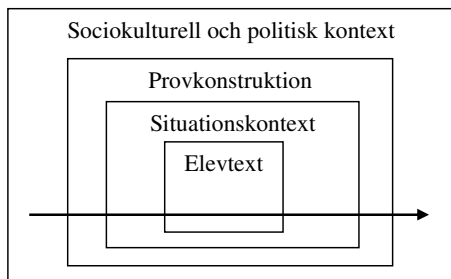 Sociokulturell och politisk kontext
Provkonstruktion
Situationskontext
Elevtext